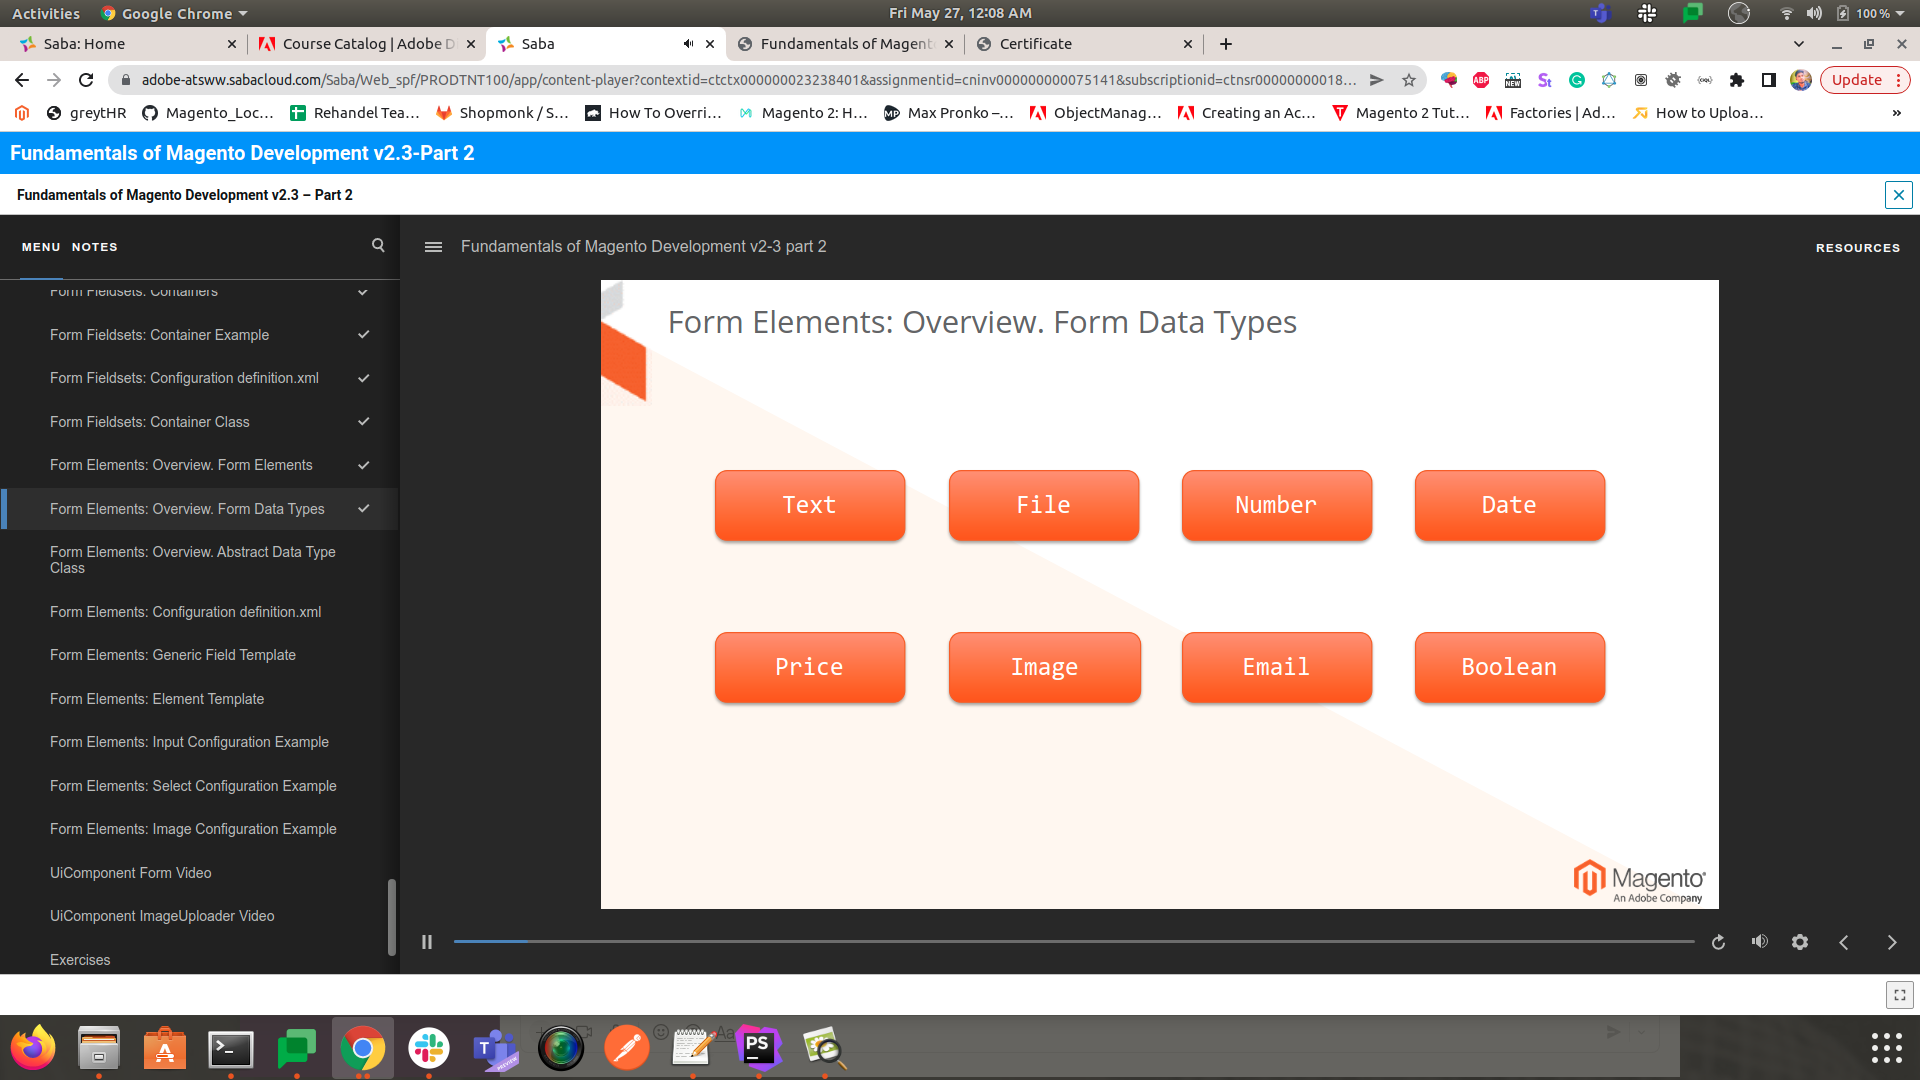 Activities Google Chrome Fri May 27, 12:08 AM 100 %
Saba: Home Course Catalog | Adobe D Saba Fundamentals of Magent Certificate
adobe-atsww.sabacloud.com/Saba/Web_spf/PRODTNT100/app/content-player?contextid=ctctx000000023238401&assignmentid=cninv000000000075141&subscriptionid=ctnsr00000000018... Update
greytHR Magento_Loc... Rehandel Tea... Shopmonk / S... How To Overri... Magento 2: H... Max Pronko –... ObjectManag... Creating an Ac... Magento 2 Tut... Factories | Ad... How to Uploa... »
Fundamentals of Magento Development v2.3-Part 2
Fundamentals of Magento Development v2.3 – Part 2
MENU NOTES
Fundamentals of Magento Development v2-3 part 2
RESOURCES
Form Fieldsets: Containers
Form Fieldsets: Container Example
Form Fieldsets: Configuration definition.xml
Form Fieldsets: Container Class
Form Elements: Overview. Form Elements
Form Elements: Overview. Form Data Types
Form Elements: Overview. Abstract Data Type
Class
Form Elements: Configuration definition.xml
Form Elements: Generic Field Template
Form Elements: Element Template
Form Elements: Input Configuration Example
Form Elements: Select Configuration Example
Form Elements: Image Configuration Example
UiComponent Form Video
UiComponent ImageUploader Video
Exercises
Form Elements: Overview. Form Data Types
Text File Number Date
Price Image Email Boolean
Magento
An Adobe Company